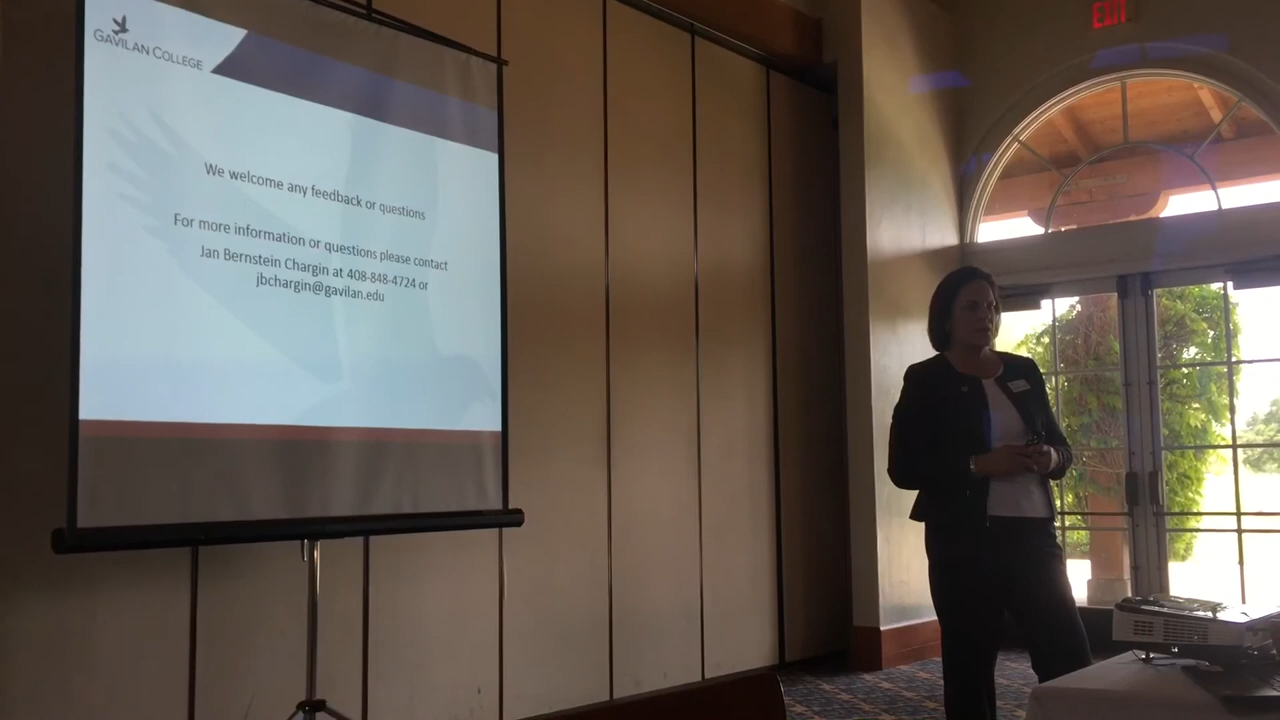 GAVILAN COLLEGE
We welcome any feedback or questions
For more information or questions please contact
Jan Bernstein Chargin at 408-848-4724 or
jbchargin@gavilan.edu
EXIT